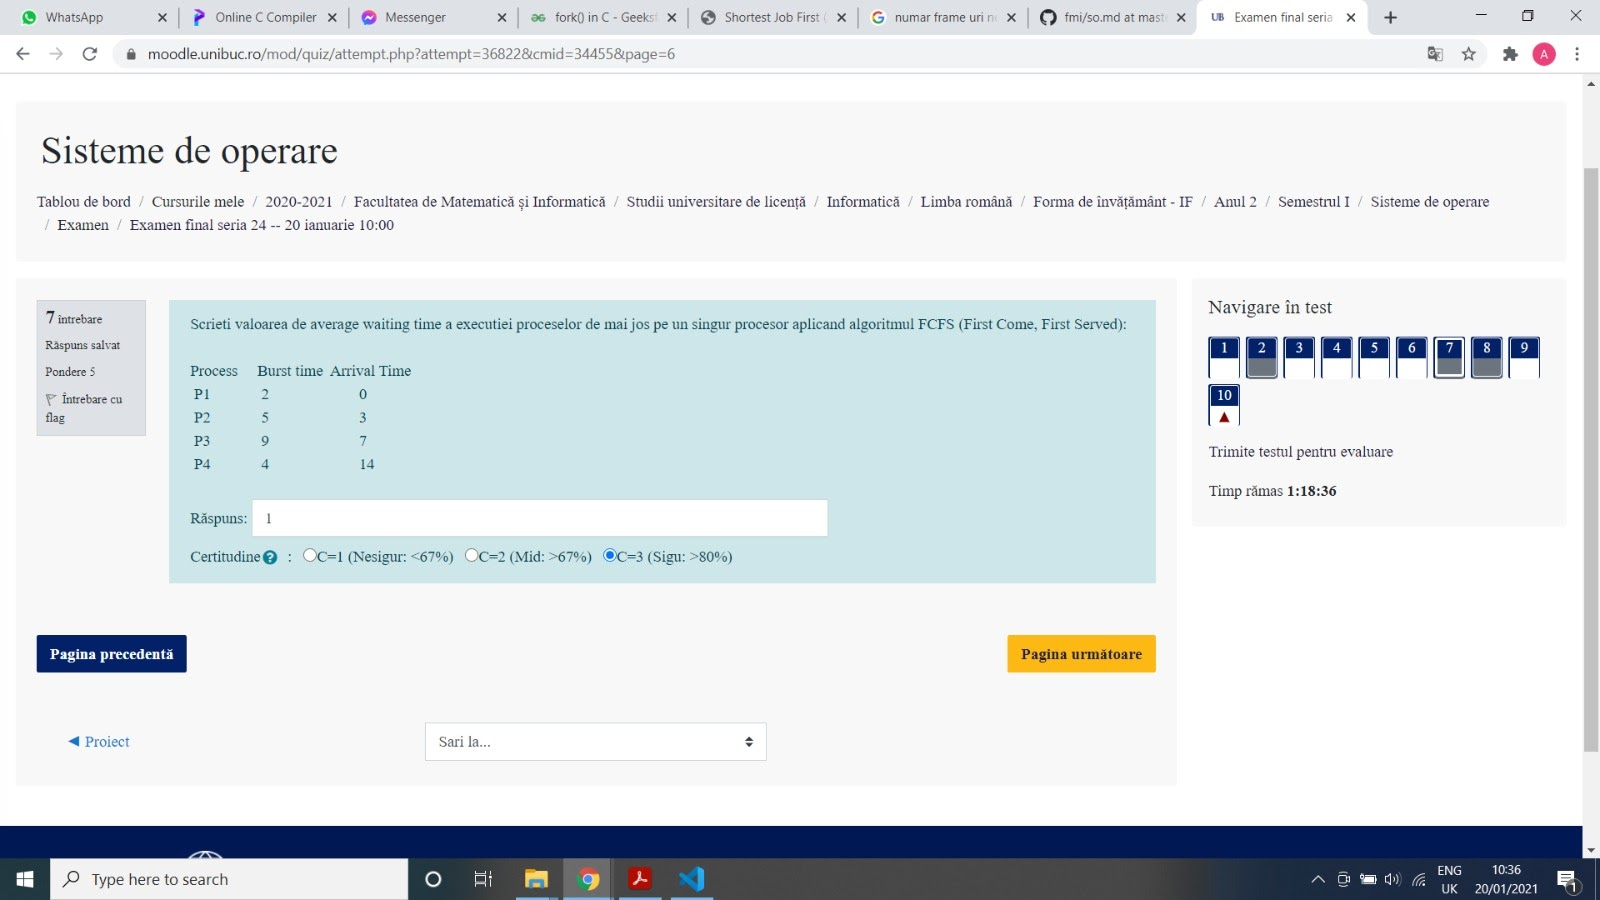 WhatsApp
Online C Compiler
Messenger
fork() in C - Geeks
Shortest Job First (
numar frame uri n
fmi/so.md at mast
UB Examen final seria
moodle.unibuc.ro/mod/quiz/attempt.php?attempt=36822&cmid=34455&page=6
A
Sisteme de operare
Tablou de bord / Cursurile mele / 2020-2021 / Facultatea de Matematică și Informatică / Studii universitare de licență / Informatică / Limba română / Forma de învățământ - IF / Anul 2 / Semestrul I / Sisteme de operare
/ Examen / Examen final seria 24 -- 20 ianuarie 10:00
7 întrebare
Răspuns salvat
Pondere 5
Întrebare cu
flag
Scrieti valoarea de average waiting time a executiei proceselor de mai jos pe un singur procesor aplicand algoritmul FCFS (First Come, First Served):
Process Burst time Arrival Time
P1 2 0
P2 5 3
P3 9 7
P4 4 14
Răspuns: 1
Certitudine ? : C=1 (Nesigur: <67%) C=2 (Mid: >67%) C=3 (Sigu: >80%)
Pagina precedentă
Pagina următoare
◄ Proiect
Sari la...
Navigare în test
1 2 3 4 5 6 7 8 9
10
Trimite testul pentru evaluare
Timp rămas 1:18:36
Type here to search
ENG
UK
10:36
20/01/2021
1